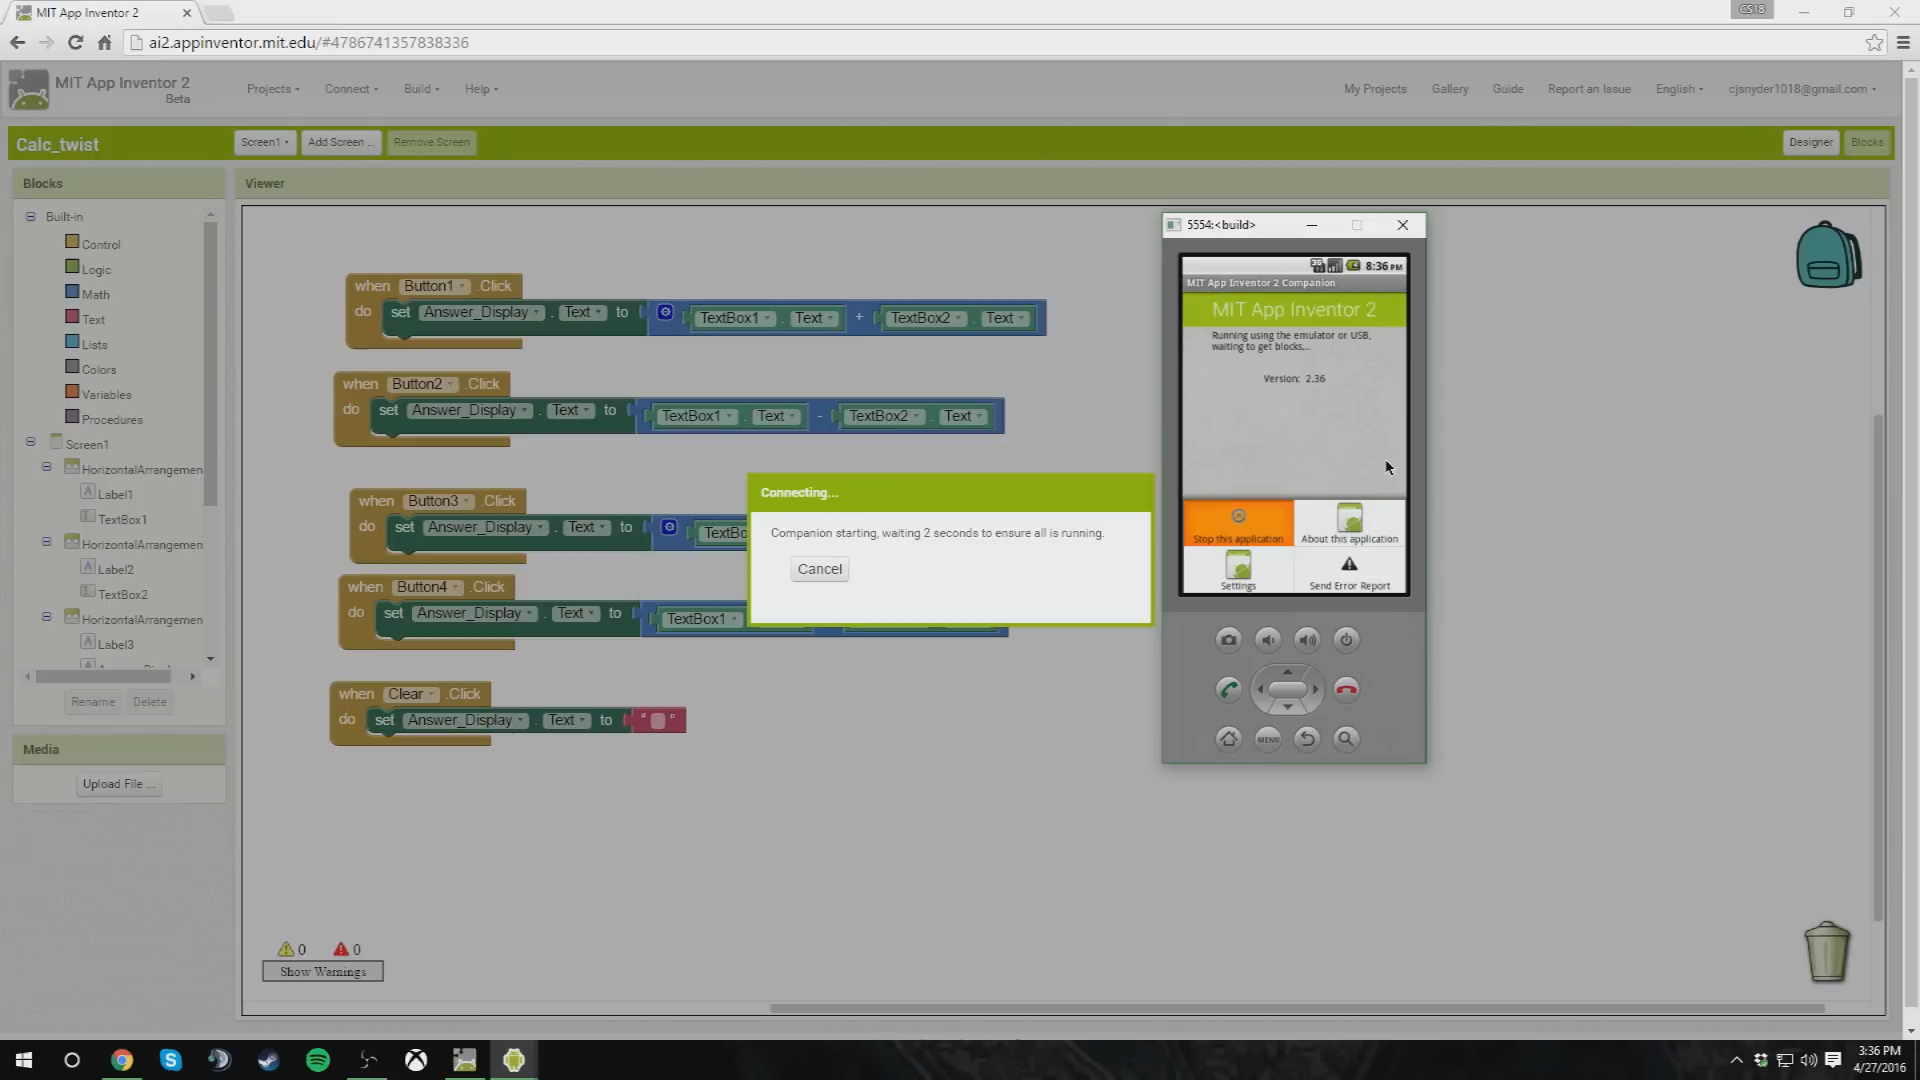 MIT App Inventor 2
CS18
ai2.appinventor.mit.edu/#4786741357838336
MIT App Inventor 2
Beta
Projects
Connect
Build
Help
My Projects
Gallery
Guide
Report an Issue
English
cjsnyder1018@gmail.com
Calc_twist
Screen1
Add Screen ...
Remove Screen
Designer
Blocks
Blocks
Built-in
Control
Logic
Math
Text
Lists
Colors
Variables
Procedures
Screen1
HorizontalArrangemen
Label1
TextBox1
HorizontalArrangemen
Label2
TextBox2
HorizontalArrangemen
Label3
Rename
Delete
Media
Upload File ...
Viewer
when Button1 .Click
do set Answer_Display . Text to TextBox1 . Text + TextBox2 . Text
when Button2 .Click
do set Answer_Display . Text to TextBox1 . Text - TextBox2 . Text
when Button3 .Click
do set Answer_Display . Text to TextBo
when Button4 .Click
do set Answer_Display . Text to TextBox1
when Clear .Click
do set Answer_Display . Text to “ ”
0 0
Show Warnings
Connecting...
Companion starting, waiting 2 seconds to ensure all is running.
Cancel
5554:<build>
8:36 PM
MIT App Inventor 2 Companion
MIT App Inventor 2
Running using the emulator or USB,
waiting to get blocks...
Version: 2.36
Stop this application
About this application
Settings
Send Error Report
MENU
3:36 PM
4/27/2016